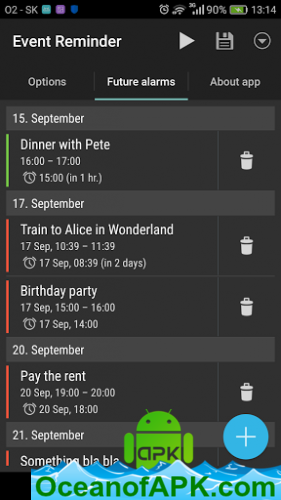 O2 - SK 3G 90% 13:14
Event Reminder
Options Future alarms About app
15. September
Dinner with Pete
16:00 – 17:00
15:00 (in 1 hr.)
17. September
Train to Alice in Wonderland
17 Sep, 10:39 – 11:39
17 Sep, 08:39 (in 2 days)
Birthday party
17 Sep, 15:00 – 16:00
17 Sep, 14:00
20. September
Pay the rent
20 Sep, 19:00 – 20:00
20 Sep, 18:00
21. September
Something bla bla
APK
OceanofAPK.com